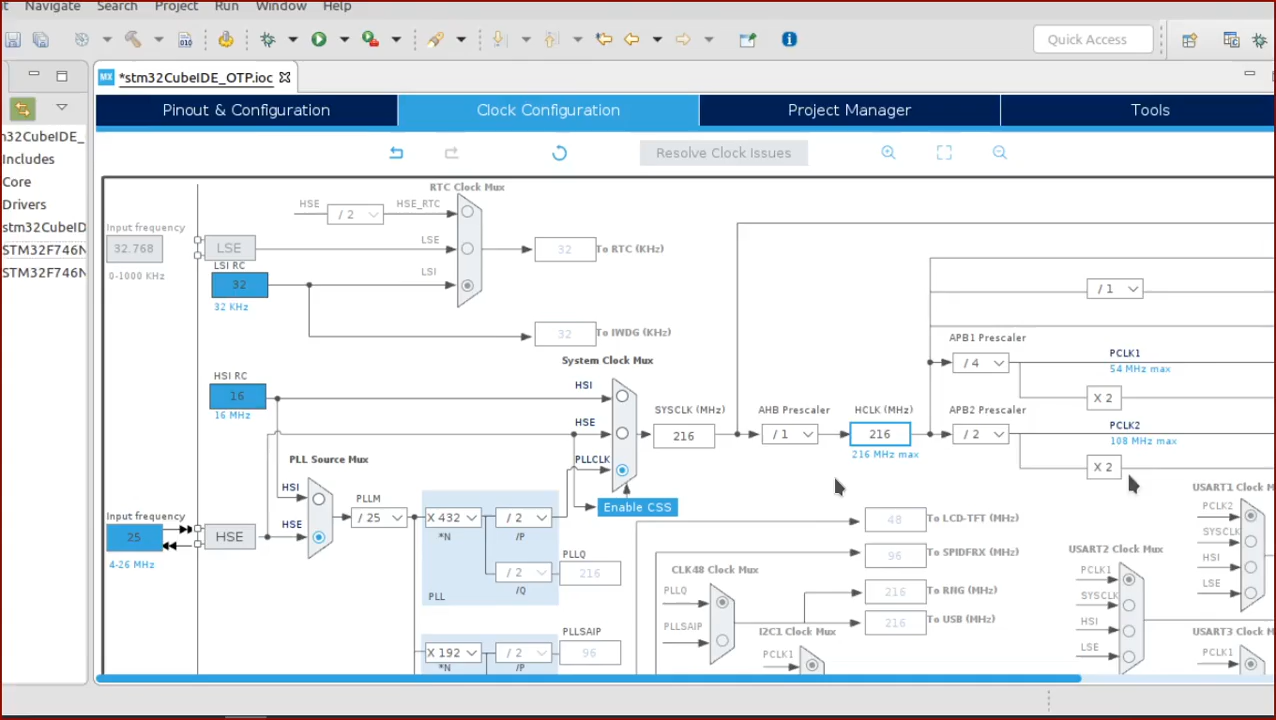 t Navigate Search Project Run Window Help
010
Quick Access
MX *stm32CubeIDE_OTP.ioc
Pinout & Configuration Clock Configuration Project Manager Tools
Resolve Clock Issues
m32CubeIDE_
Includes
Core
Drivers
stm32CubeID
STM32F746N
STM32F746N
RTC Clock Mux
HSE / 2 HSE_RTC
Input frequency
32.768 LSE
0-1000 KHz
LSE
32 To RTC (KHz)
LSI RC
32
32 KHz
LSI
32 To IWDG (KHz)
/ 1
System Clock Mux
HSI RC
16
16 MHz
HSI
HSE
PLLCLK
Enable CSS
SYSCLK (MHz)
216
AHB Prescaler
/ 1
HCLK (MHz)
216
216 MHz max
APB1 Prescaler
/ 4
PCLK1
54 MHz max
X 2
APB2 Prescaler
/ 2
PCLK2
108 MHz max
X 2
PLL Source Mux
HSI
HSE
PLLM
/ 25
Input frequency
25 HSE
4-26 MHz
X 432 / 2
*N /P
PLLQ
/ 2 216
/Q
PLL
PLLSAIP
X 192 / 2 96
*N /P
48 To LCD-TFT (MHz)
96 To SPIDFRX (MHz)
CLK48 Clock Mux
PLLQ
PLLSAIP
216 To RNG (MHz)
216 To USB (MHz)
I2C1 Clock Mux
PCLK1
USART2 Clock Mux
PCLK1
SYSCLK
HSI
LSE
USART1 Clock M
PCLK2
SYSCLK
HSI
LSE
USART3 Clock M
PCLK1